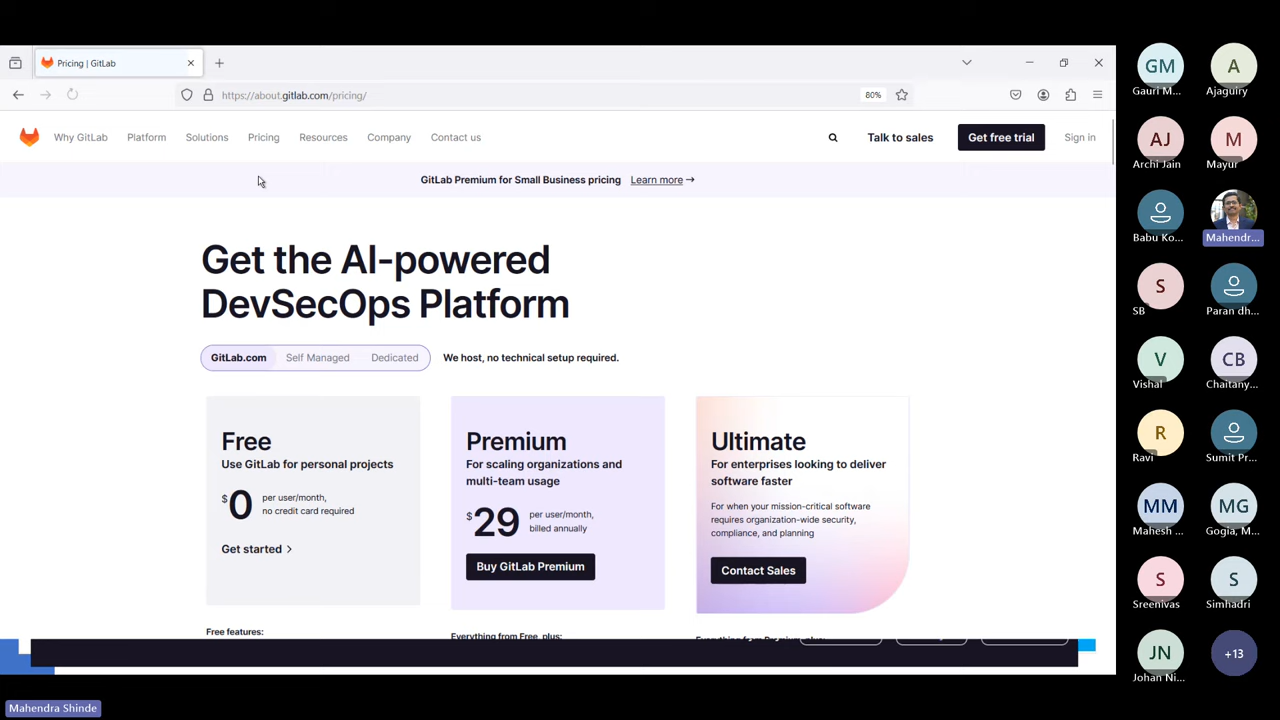 Pricing | GitLab
https://about.gitlab.com/pricing/
80%
Why GitLab
Platform
Solutions
Pricing
Resources
Company
Contact us
Talk to sales
Get free trial
Sign in
GitLab Premium for Small Business pricing Learn more →
Get the AI-powered
DevSecOps Platform
GitLab.com
Self Managed
Dedicated
We host, no technical setup required.
Free
Use GitLab for personal projects
$0
per user/month,
no credit card required
Get started
Free features:
Premium
For scaling organizations and
multi-team usage
$29
per user/month,
billed annually
Buy GitLab Premium
Everything from Free, plus:
Ultimate
For enterprises looking to deliver
software faster
For when your mission-critical software
requires organization-wide security,
compliance, and planning
Contact Sales
Everything from Premium, plus:
GM
Gauri M...
A
Ajaguiry
AJ
Archi Jain
M
Mayur
Babu Ko...
Mahendr...
S
SB
Paran dh...
V
Vishal
CB
Chaitany...
R
Ravi
Sumit Pr...
MM
Mahesh ...
MG
Gogia, M...
S
Sreenivas
S
Simhadri
JN
Johan Ni...
+13
Mahendra Shinde